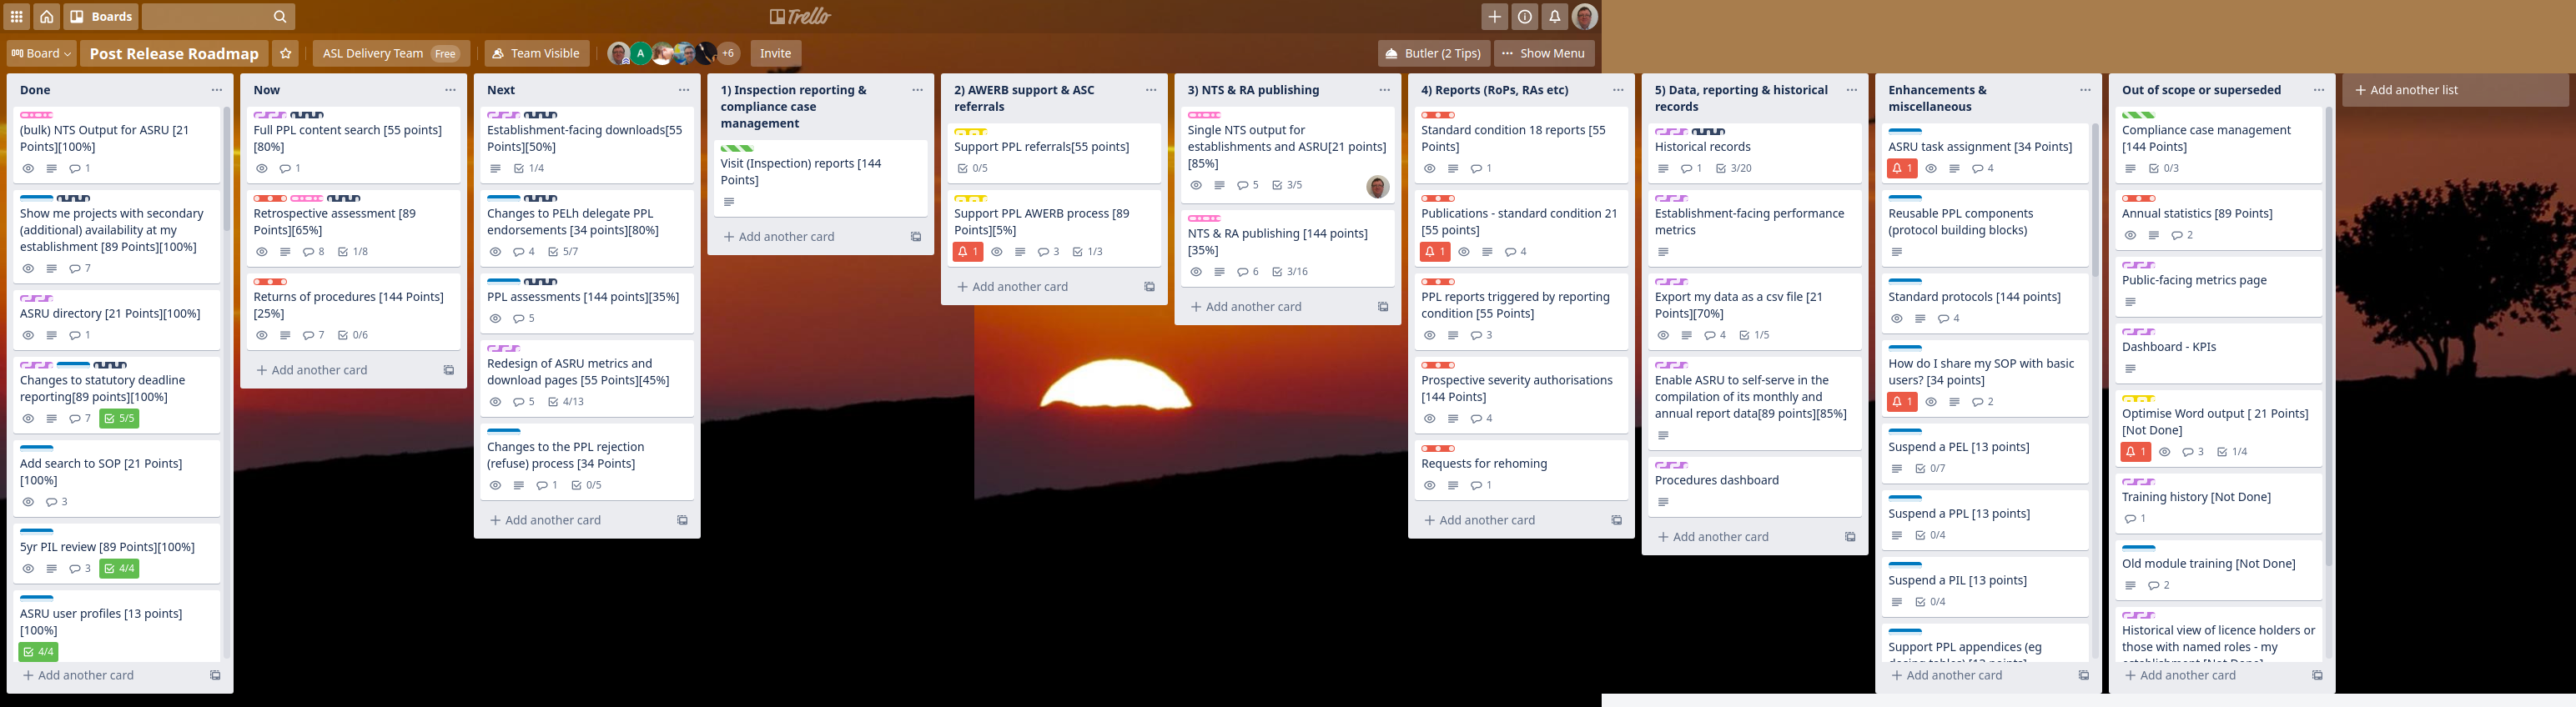 Boards
Trello
Board
Post Release Roadmap
ASL Delivery Team Free
Team Visible
A
+6
Invite
Butler (2 Tips)
Show Menu
Done
(bulk) NTS Output for ASRU [21
Points][100%]
1
Show me projects with secondary
(additional) availability at my
establishment [89 Points][100%]
7
ASRU directory [21 Points][100%]
1
Changes to statutory deadline
reporting[89 points][100%]
7 5/5
Add search to SOP [21 Points]
[100%]
3
5yr PIL review [89 Points][100%]
3 4/4
ASRU user profiles [13 points]
[100%]
4/4
Add another card
Now
Full PPL content search [55 points]
[80%]
1
Retrospective assessment [89
Points][65%]
8 1/8
Returns of procedures [144 Points]
[25%]
7 0/6
Add another card
Next
Establishment-facing downloads[55
Points][50%]
1/4
Changes to PELh delegate PPL
endorsements [34 points][80%]
4 5/7
PPL assessments [144 points][35%]
5
Redesign of ASRU metrics and
download pages [55 Points][45%]
5 4/13
Changes to the PPL rejection
(refuse) process [34 Points]
1 0/5
Add another card
1) Inspection reporting &
compliance case
management
Visit (Inspection) reports [144
Points]
Add another card
2) AWERB support & ASC
referrals
Support PPL referrals[55 points]
0/5
Support PPL AWERB process [89
Points][5%]
1 3 1/3
Add another card
3) NTS & RA publishing
Single NTS output for
establishments and ASRU[21 points]
[85%]
5 3/5
NTS & RA publishing [144 points]
[35%]
6 3/16
Add another card
4) Reports (RoPs, RAs etc)
Standard condition 18 reports [55
Points]
1
Publications - standard condition 21
[55 points]
1 4
PPL reports triggered by reporting
condition [55 Points]
3
Prospective severity authorisations
[144 Points]
4
Requests for rehoming
1
Add another card
5) Data, reporting & historical
records
Historical records
1 3/20
Establishment-facing performance
metrics
Export my data as a csv file [21
Points][70%]
4 1/5
Enable ASRU to self-serve in the
compilation of its monthly and
annual report data[89 points][85%]
Procedures dashboard
Add another card
Enhancements &
miscellaneous
ASRU task assignment [34 Points]
1 4
Reusable PPL components
(protocol building blocks)
Standard protocols [144 points]
4
How do I share my SOP with basic
users? [34 points]
1 2
Suspend a PEL [13 points]
0/7
Suspend a PPL [13 points]
0/4
Suspend a PIL [13 points]
0/4
Support PPL appendices (eg
dosing tables) [13 points]
Add another card
Out of scope or superseded
Compliance case management
[144 Points]
0/3
Annual statistics [89 Points]
2
Public-facing metrics page
Dashboard - KPIs
Optimise Word output [ 21 Points]
[Not Done]
1 3 1/4
Training history [Not Done]
1
Old module training [Not Done]
2
Historical view of licence holders or
those with named roles - my
establishment [Not Done]
Add another card
Add another list